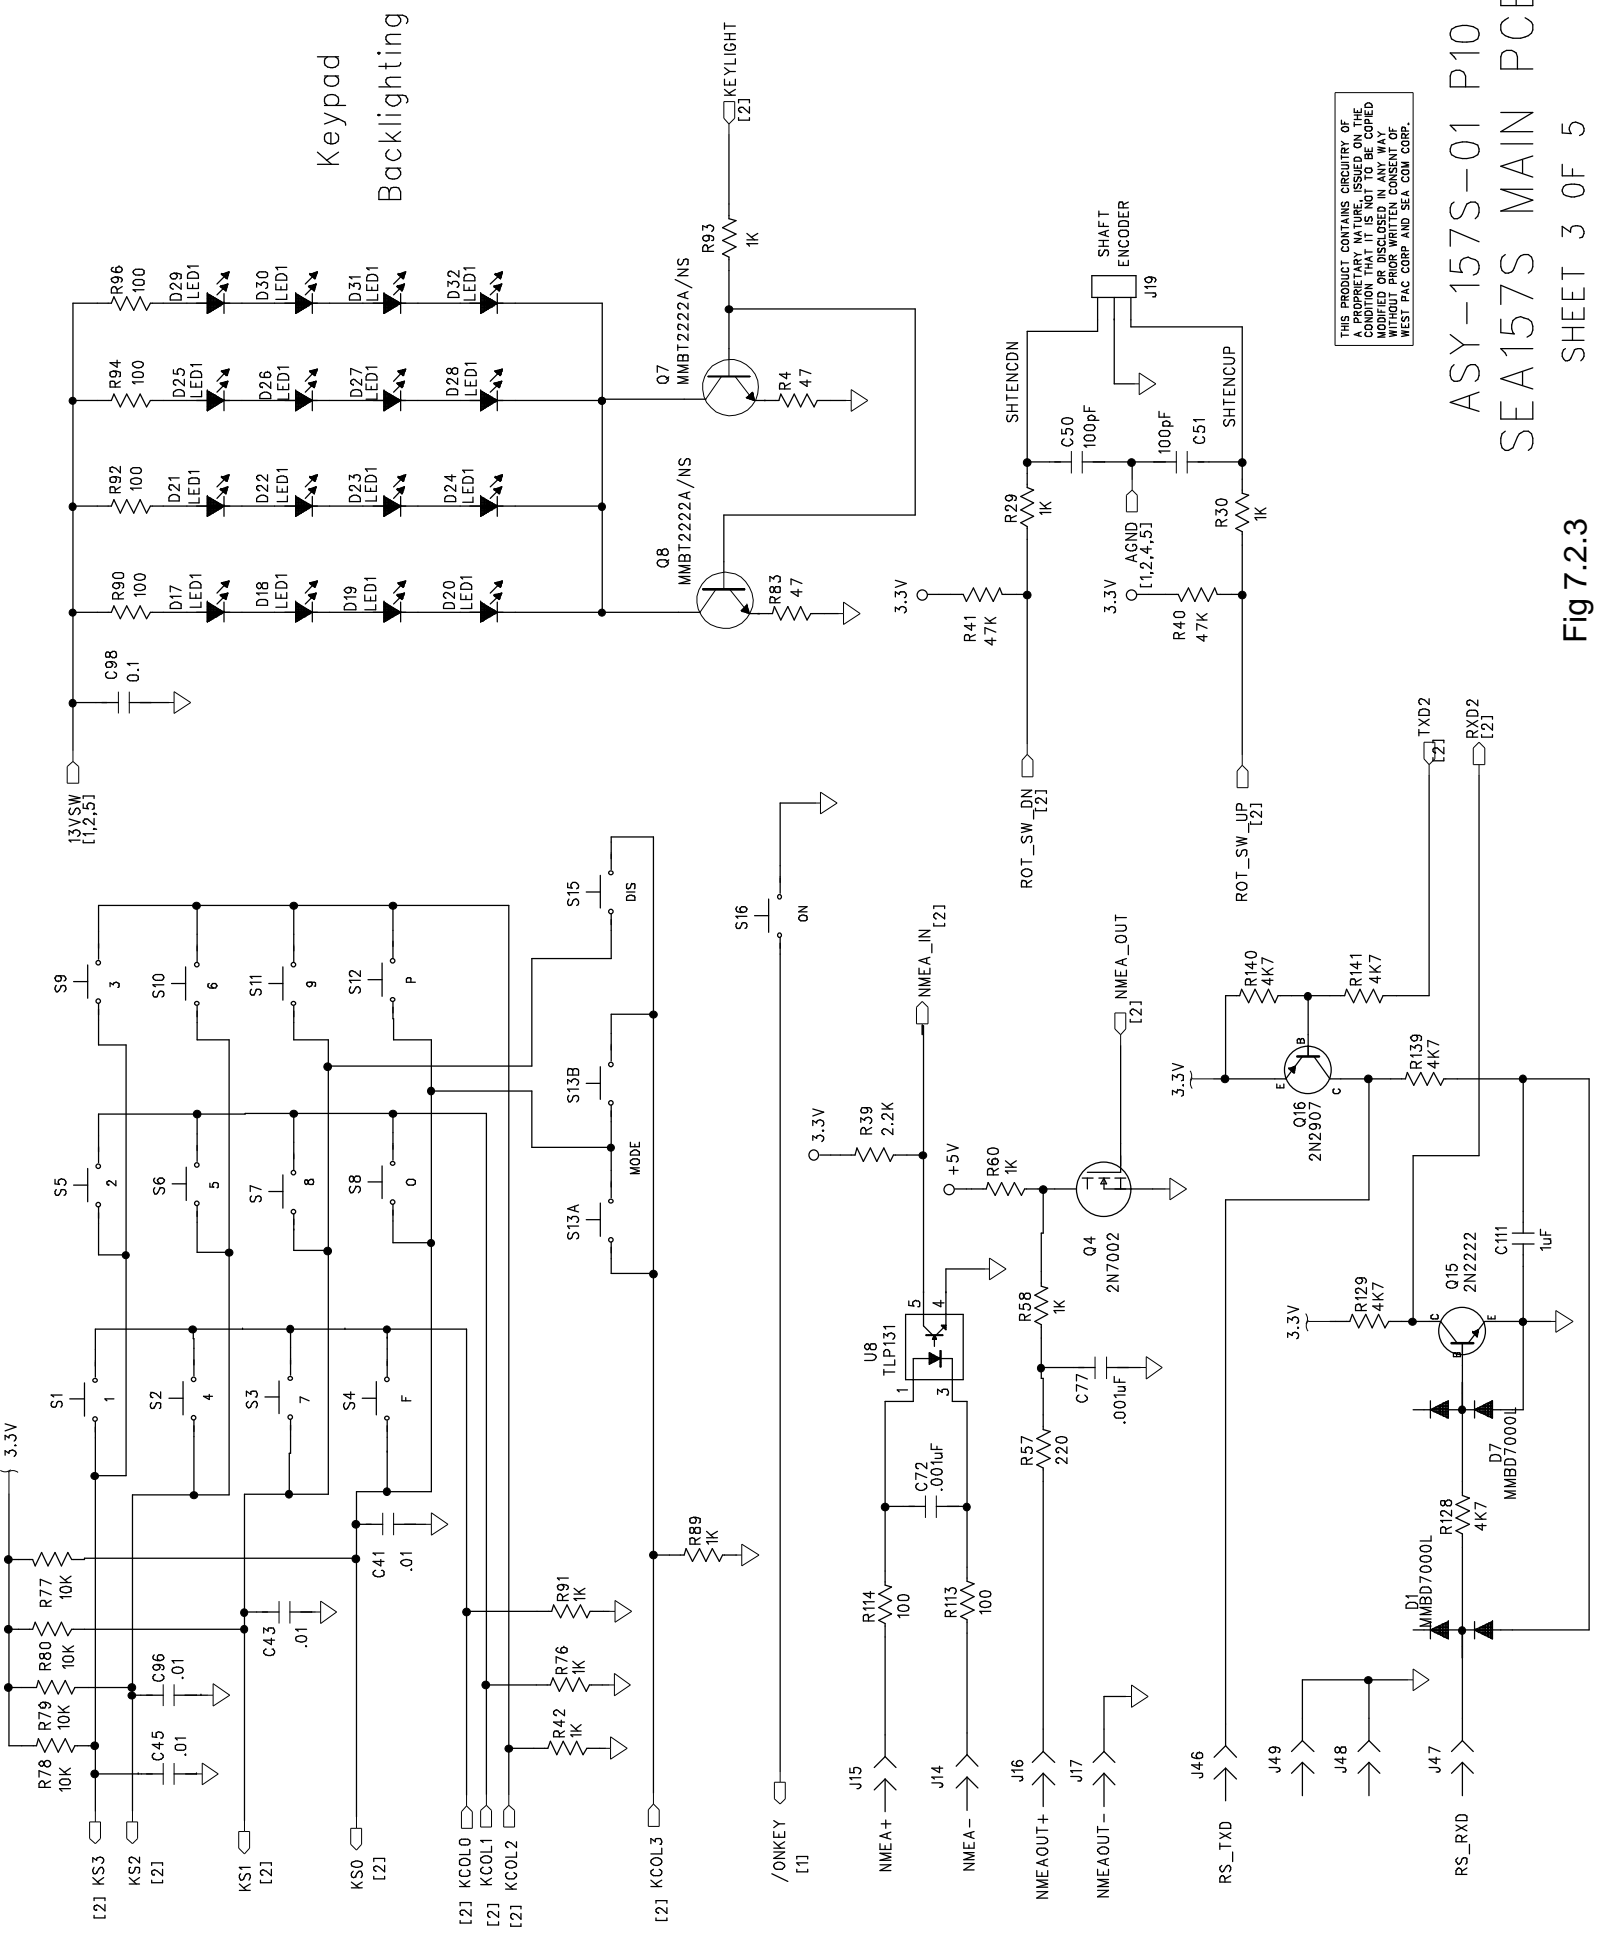 Keypad
Backlighting
13VSW
[1,2,5]
C98
0.1
R90
100
R92
100
R94
100
R96
100
D17
LED1
D21
LED1
D25
LED1
D29
LED1
D18
LED1
D22
LED1
D26
LED1
D30
LED1
D19
LED1
D23
LED1
D27
LED1
D31
LED1
D20
LED1
D24
LED1
D28
LED1
D32
LED1
Q8
MMBT2222A/NS
Q7
MMBT2222A/NS
R93
1K
KEYLIGHT
[2]
R83
47
R4
47
3.3V
R78
10K
R79
10K
R80
10K
R77
10K
C45
.01
C96
.01
C43
.01
C41
.01
[2] KS3
KS2
[2]
KS1
[2]
KS0
[2]
S1
1
S5
2
S9
3
S2
4
S6
5
S10
6
S3
7
S7
8
S11
9
S4
F
S8
0
S12
P
[2] KCOL0
[2] KCOL1
[2] KCOL2
R42
1K
R76
1K
R91
1K
S13A
MODE
S13B
S15
DIS
[2] KCOL3
R89
1K
/ONKEY
[1]
S16
ON
NMEA+
J15
R114
100
C72
.001uF
NMEA-
J14
R113
100
U8
TLP131
1
3
5
4
3.3V
R39
2.2K
NMEA_IN
[2]
NMEAOUT+
J16
R57
220
C77
.001uF
R58
1K
+5V
R60
1K
Q4
2N7002
NMEA_OUT
[2]
NMEAOUT-
J17
ROT_SW_DN
[2]
3.3V
R41
47K
R29
1K
SHTENCDN
C50
100pF
AGND
[1,2,4,5]
100pF
C51
3.3V
R40
47K
R30
1K
SHTENCUP
ROT_SW_UP
[2]
SHAFT
ENCODER
J19
RS_TXD
J46
J49
J48
RS_RXD
J47
D1
MMBD7000L
R128
4K7
D7
MMBD7000L
3.3V
R129
4K7
Q15
2N2222
C
B
E
C111
1uF
3.3V
Q16
2N2907
E
B
C
R140
4K7
R141
4K7
R139
4K7
TXD2
[2]
RXD2
[2]
THIS PRODUCT CONTAINS CIRCUITRY OF
A PROPRIETARY NATURE, ISSUED ON THE
CONDITION THAT IT IS NOT TO BE COPIED
MODIFIED OR DISCLOSED IN ANY WAY
WITHOUT PRIOR WRITTEN CONSENT OF
WEST PAC CORP AND SEA COM CORP.
ASY-157S-01 P10
SEA157S MAIN PCB
SHEET 3 OF 5
Fig 7.2.3